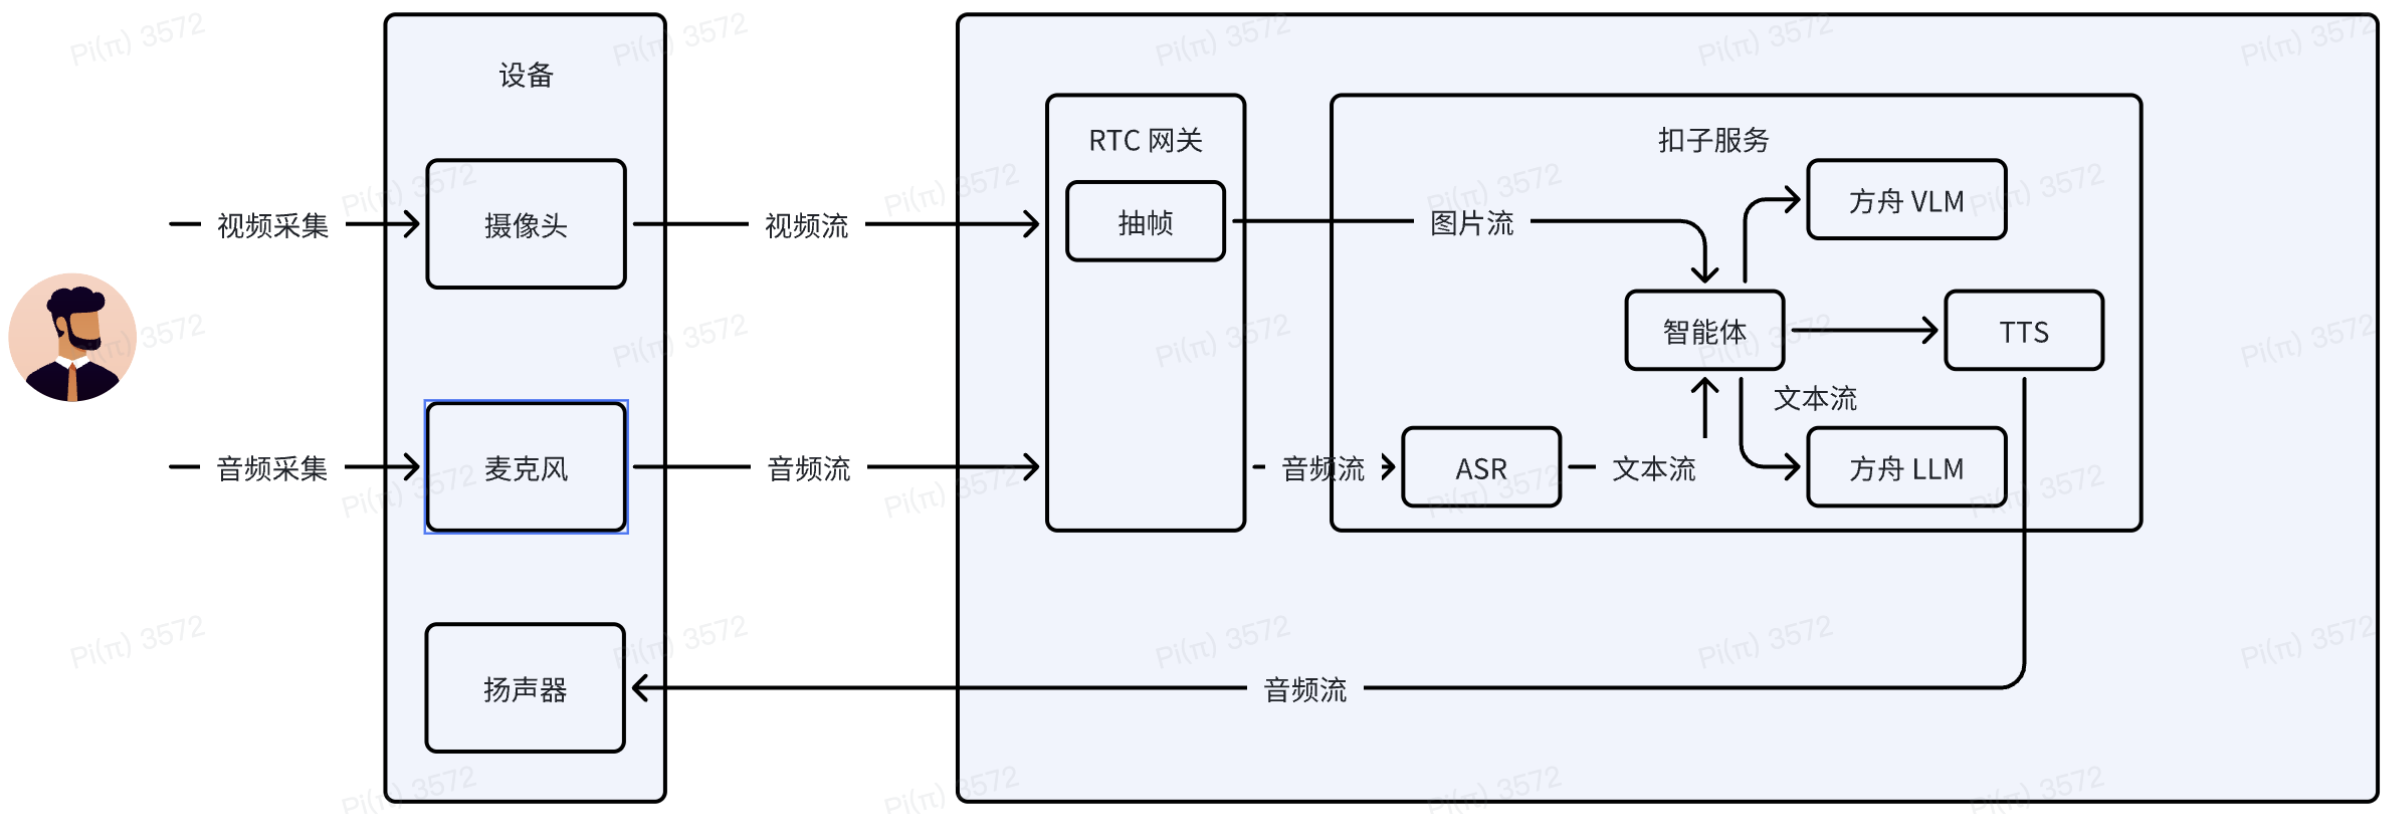 设备
RTC 网关
扣子服务
视频采集
摄像头
视频流
抽帧
图片流
方舟 VLM
智能体
TTS
文本流
音频采集
麦克风
音频流
音频流
ASR
文本流
方舟 LLM
扬声器
音频流
Pi(π) 3572